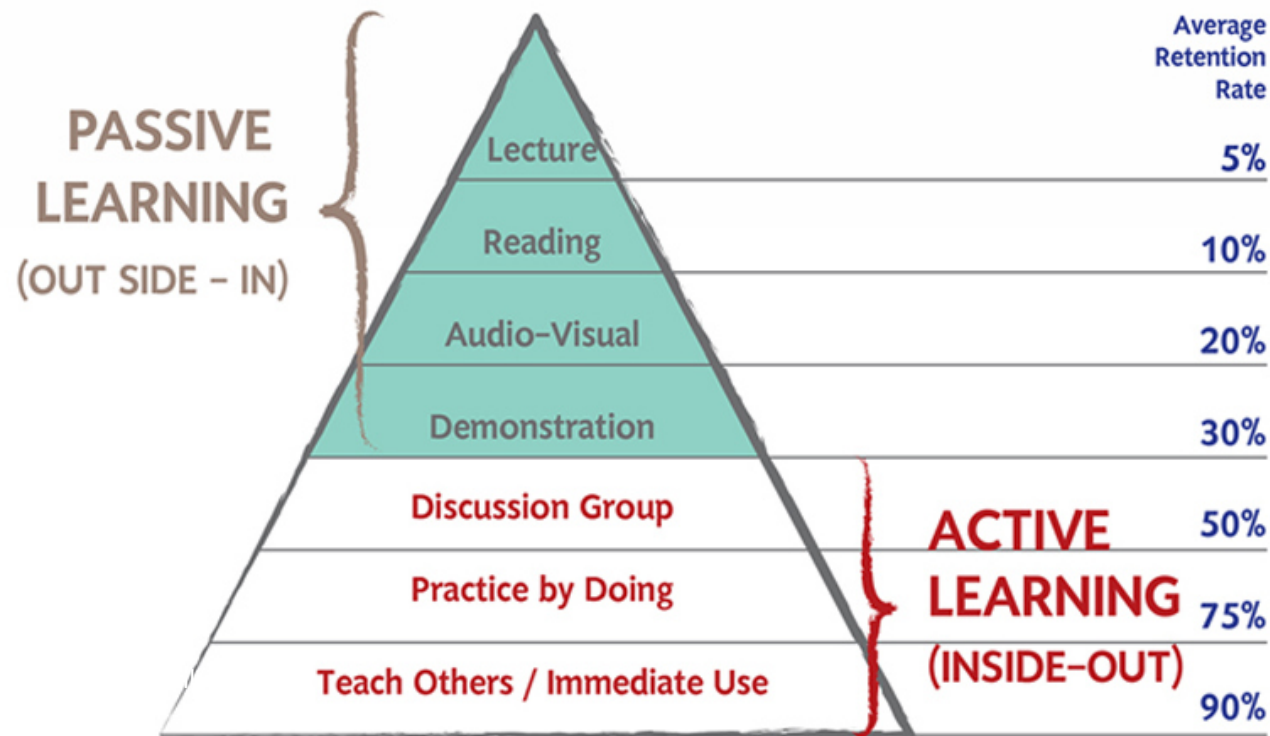 Average
Retention
Rate
PASSIVE
LEARNING
(OUT SIDE – IN)
Lecture 5%
Reading 10%
Audio–Visual 20%
Demonstration 30%
Discussion Group 50%
Practice by Doing 75%
Teach Others / Immediate Use 90%
ACTIVE
LEARNING
(INSIDE–OUT)